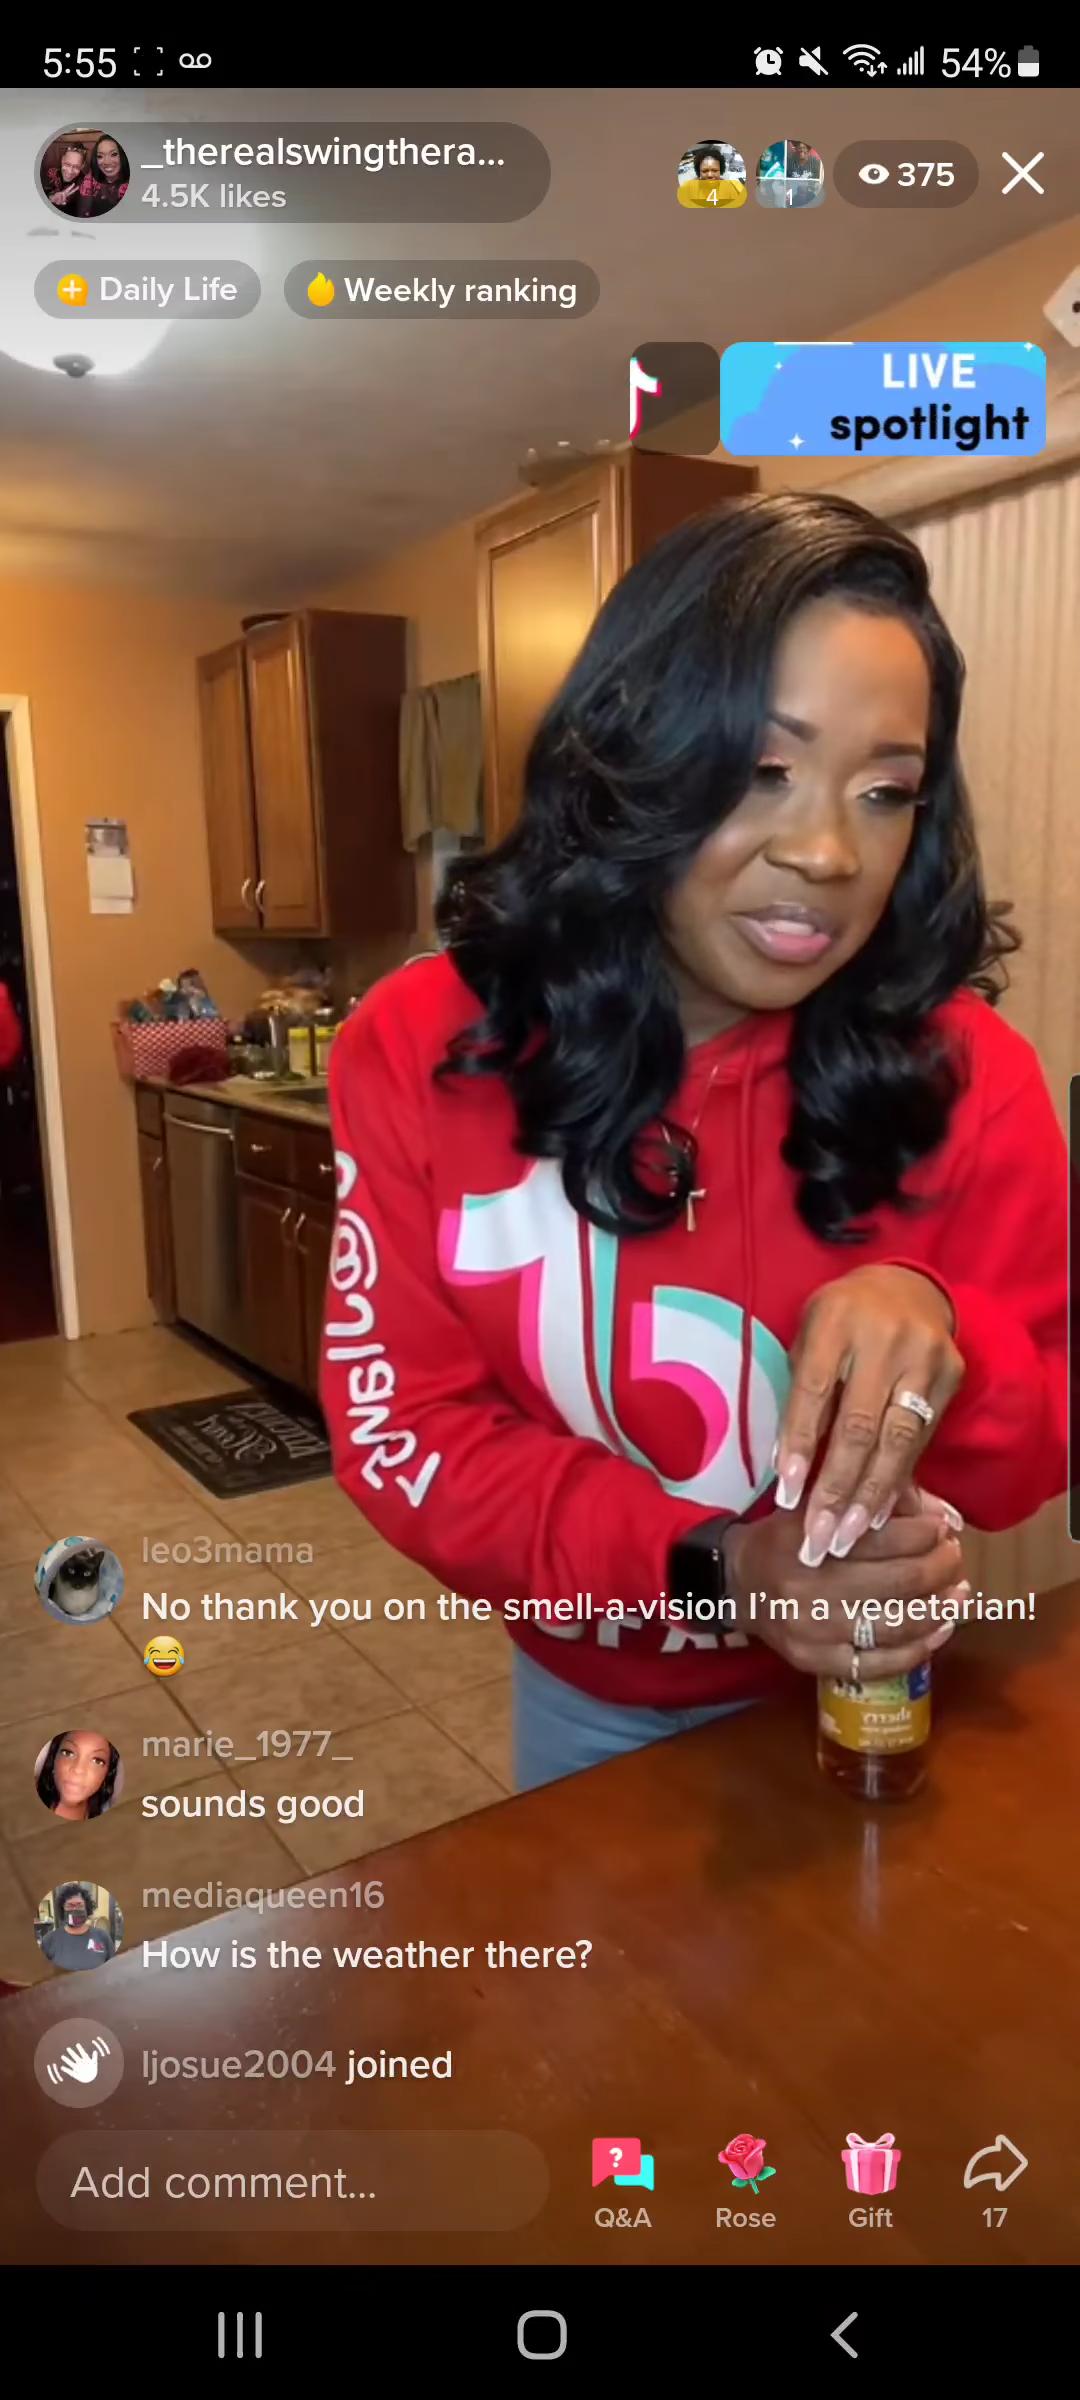 5:55
54%
_therealswingthera...
4.5K likes
4
1
375
Daily Life
Weekly ranking
LIVE
spotlight
leo3mama
No thank you on the smell-a-vision I’m a vegetarian!
😂
marie_1977_
sounds good
mediaqueen16
How is the weather there?
ljosue2004 joined
Add comment...
Q&A
Rose
Gift
17
sherry